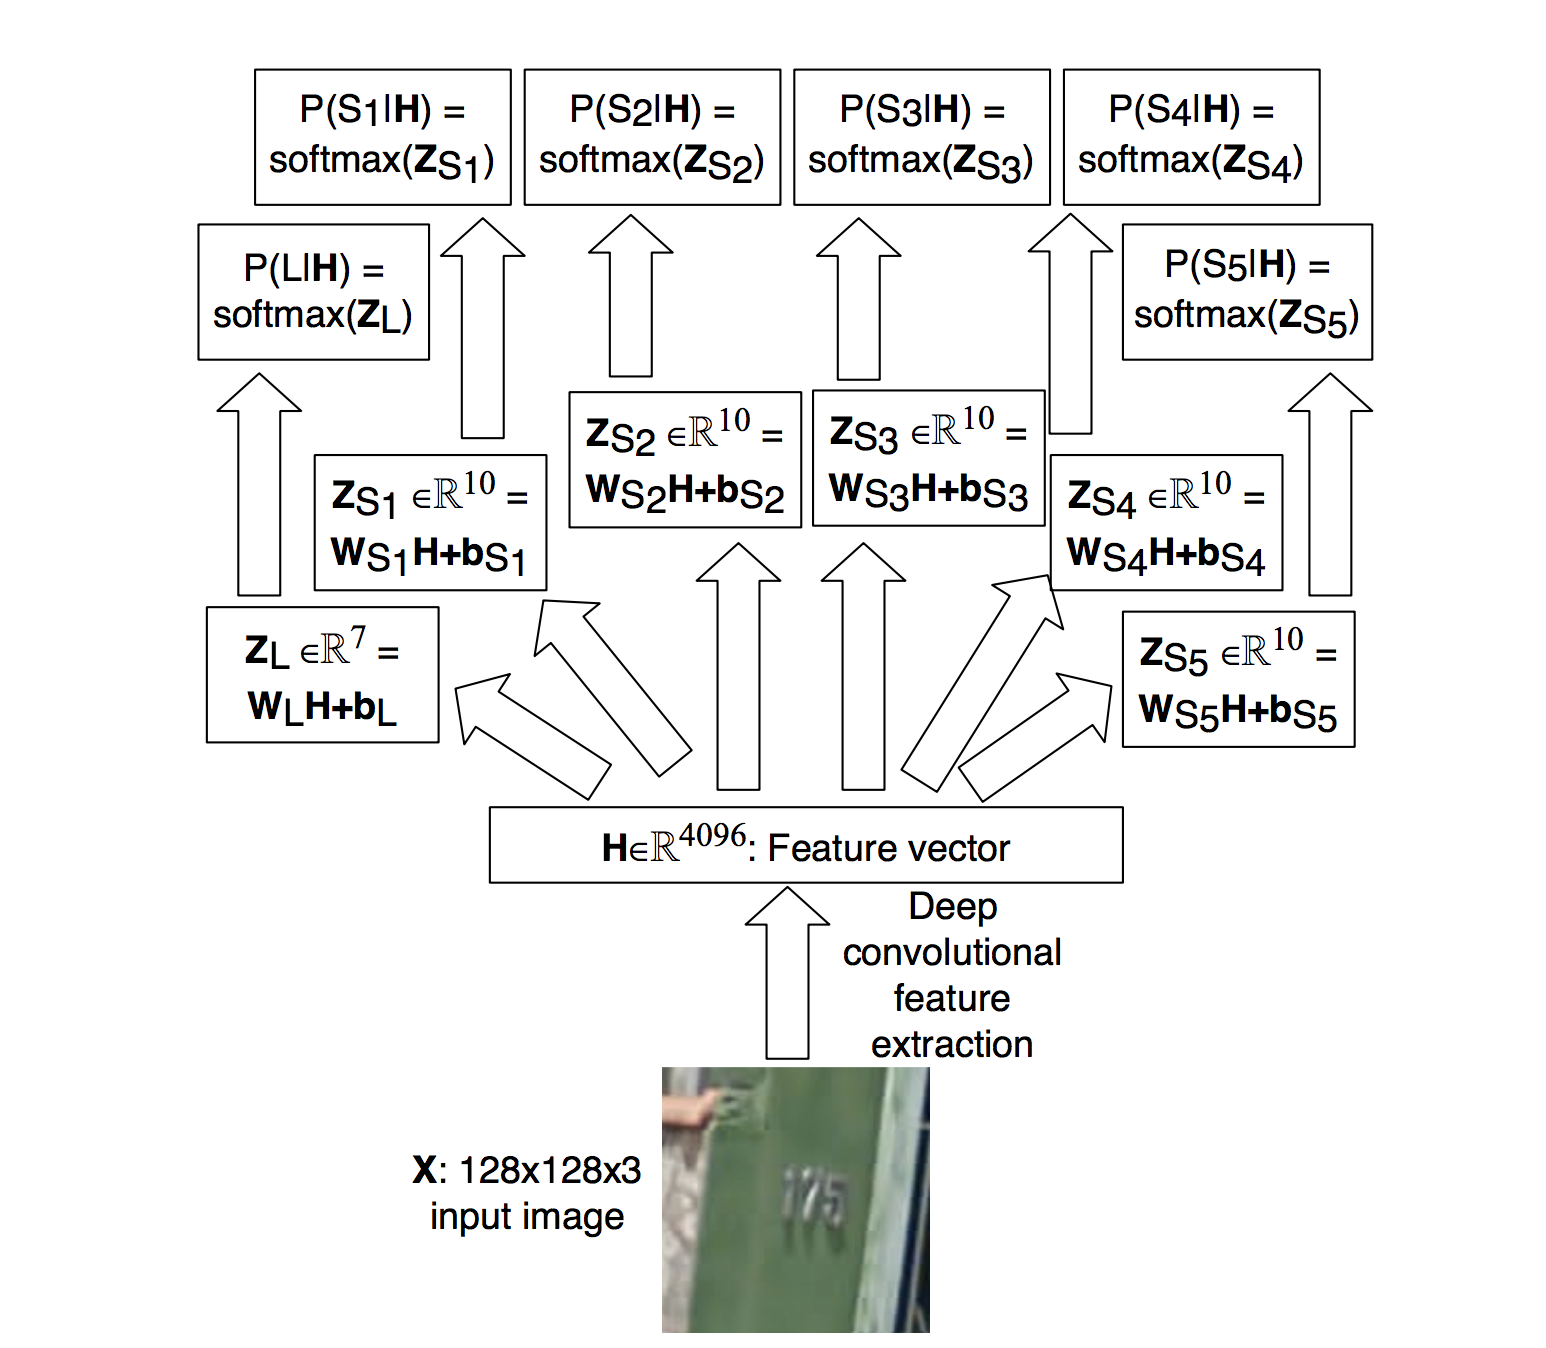 P(S1|H) =
softmax(ZS1)
P(S2|H) =
softmax(ZS2)
P(S3|H) =
softmax(ZS3)
P(S4|H) =
softmax(ZS4)
P(L|H) =
softmax(ZL)
P(S5|H) =
softmax(ZS5)
ZS1 ∈ℝ¹⁰ =
WS1H+bS1
ZS2 ∈ℝ¹⁰ =
WS2H+bS2
ZS3 ∈ℝ¹⁰ =
WS3H+bS3
ZS4 ∈ℝ¹⁰ =
WS4H+bS4
ZL ∈ℝ⁷ =
WLH+bL
ZS5 ∈ℝ¹⁰ =
WS5H+bS5
H∈ℝ⁴⁰⁹⁶: Feature vector
Deep
convolutional
feature
extraction
X: 128x128x3
input image
175